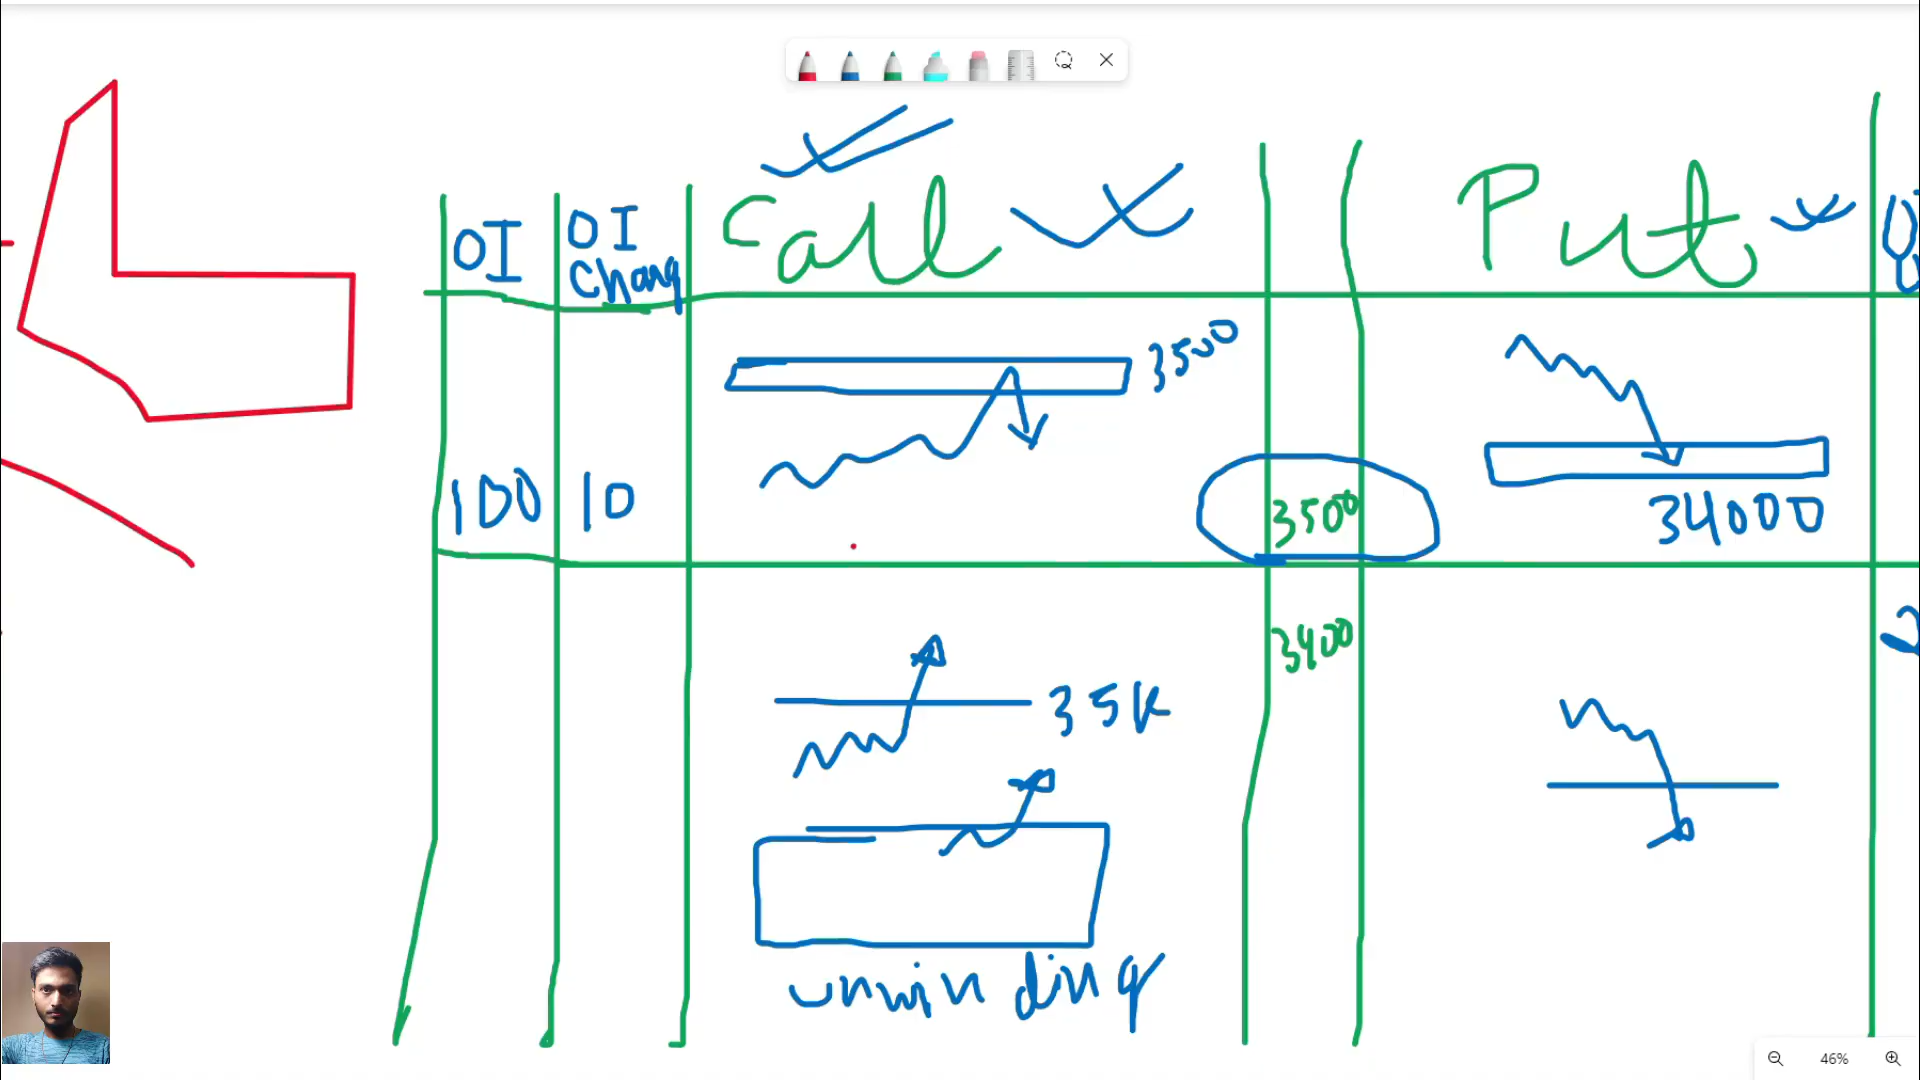 OI
OI
Chang
Call
Put
3500
100
10
3500
34000
3400
35K
unwinding
46%